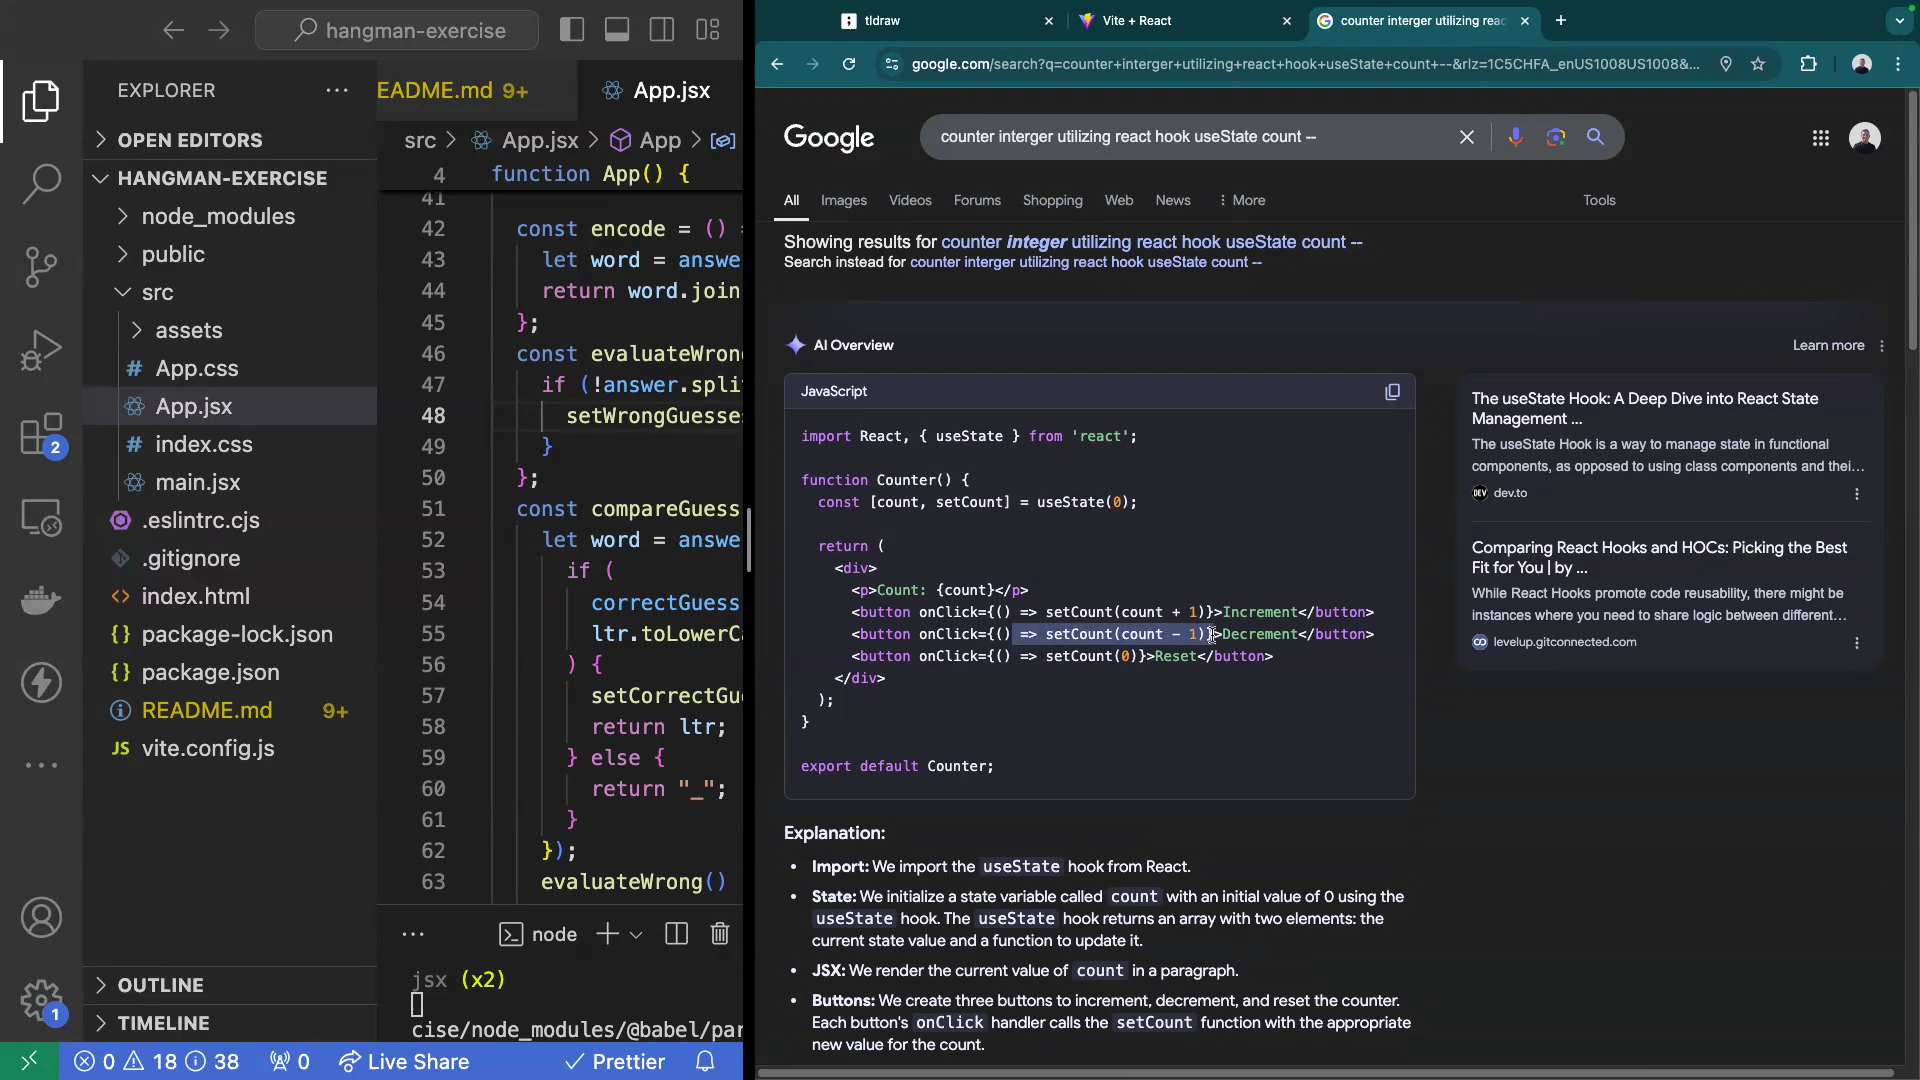 hangman-exercise
EXPLORER
OPEN EDITORS
HANGMAN-EXERCISE
node_modules
public
src
assets
# App.css
App.jsx
# index.css
main.jsx
.eslintrc.cjs
.gitignore
<> index.html
package-lock.json
package.json
README.md 9+
JS vite.config.js
OUTLINE
TIMELINE
2
1
EADME.md 9+
App.jsx
src > App.jsx > App >
4 function App() {
41
42 const encode = ()
43 let word = answe
44 return word.join
45 };
46 const evaluateWron
47 if (!answer.spli
48 setWrongGuesse
49 }
50 };
51 const compareGuess
52 let word = answe
53 if (
54 correctGuess
55 ltr.toLowerCa
56 ) {
57 setCorrectGu
58 return ltr;
59 } else {
60 return "_";
61 }
62 });
63 evaluateWrong()
node
jsx (x2)
cise/node_modules/@babel/par
0 18 38 0 Live Share Prettier
tldraw
Vite + React
counter interger utilizing reac
google.com/search?q=counter+interger+utilizing+react+hook+useState+count+--&rlz=1C5CHFA_enUS1008US1008&...
Google
counter interger utilizing react hook useState count --
All Images Videos Forums Shopping Web News More Tools
Showing results for counter integer utilizing react hook useState count --
Search instead for counter interger utilizing react hook useState count --
AI Overview
Learn more
JavaScript
import React, { useState } from 'react';
function Counter() {
const [count, setCount] = useState(0);
return (
<div>
<p>Count: {count}</p>
<button onClick={() => setCount(count + 1)}>Increment</button>
<button onClick={() => setCount(count - 1)}>Decrement</button>
<button onClick={() => setCount(0)}>Reset</button>
</div>
);
}
export default Counter;
Explanation:
• Import: We import the useState hook from React.
• State: We initialize a state variable called count with an initial value of 0 using the
useState hook. The useState hook returns an array with two elements: the
current state value and a function to update it.
• JSX: We render the current value of count in a paragraph.
• Buttons: We create three buttons to increment, decrement, and reset the counter.
Each button's onClick handler calls the setCount function with the appropriate
new value for the count.
The useState Hook: A Deep Dive into React State
Management ...
The useState Hook is a way to manage state in functional
components, as opposed to using class components and thei...
DEV dev.to
Comparing React Hooks and HOCs: Picking the Best
Fit for You | by ...
While React Hooks promote code reusability, there might be
instances where you need to share logic between different...
levelup.gitconnected.com